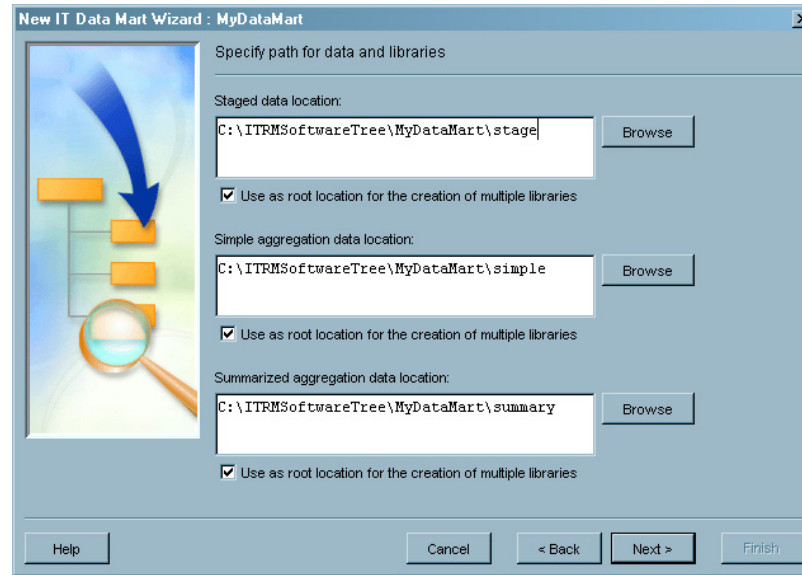 New IT Data Mart Wizard : MyDataMart
Specify path for data and libraries
Staged data location:
C:\ITRMSoftwareTree\MyDataMart\stage
Browse
Use as root location for the creation of multiple libraries
Simple aggregation data location:
C:\ITRMSoftwareTree\MyDataMart\simple
Browse
Use as root location for the creation of multiple libraries
Summarized aggregation data location:
C:\ITRMSoftwareTree\MyDataMart\summary
Browse
Use as root location for the creation of multiple libraries
Help
Cancel
< Back
Next >
Finish